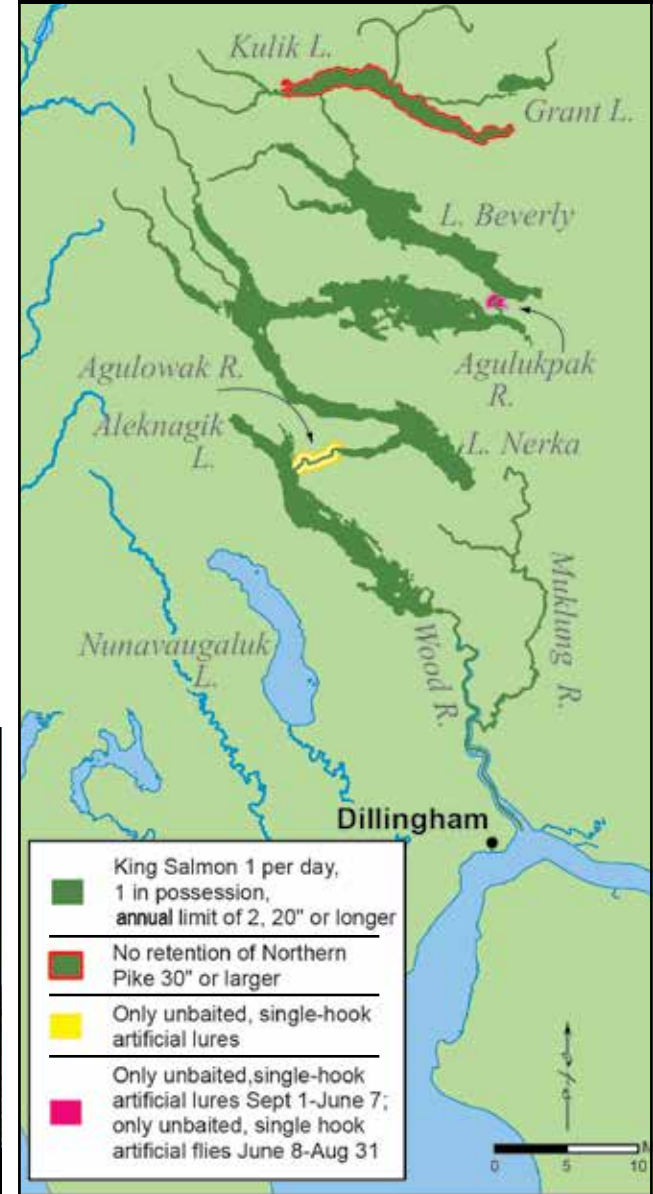 Kulik L.
Grant L.
L. Beverly
Agulowak R.
Agulukpak
R.
Aleknagik
L.
L. Nerka
Muklung R.
Nunavaugaluk
L.
Wood R.
Dillingham
King Salmon 1 per day,
1 in possession,
annual limit of 2, 20" or longer
No retention of Northern
Pike 30" or larger
Only unbaited, single-hook
artificial lures
Only unbaited,single-hook
artificial lures Sept 1-June 7;
only unbaited, single hook
artificial flies June 8-Aug 31
0 5 10